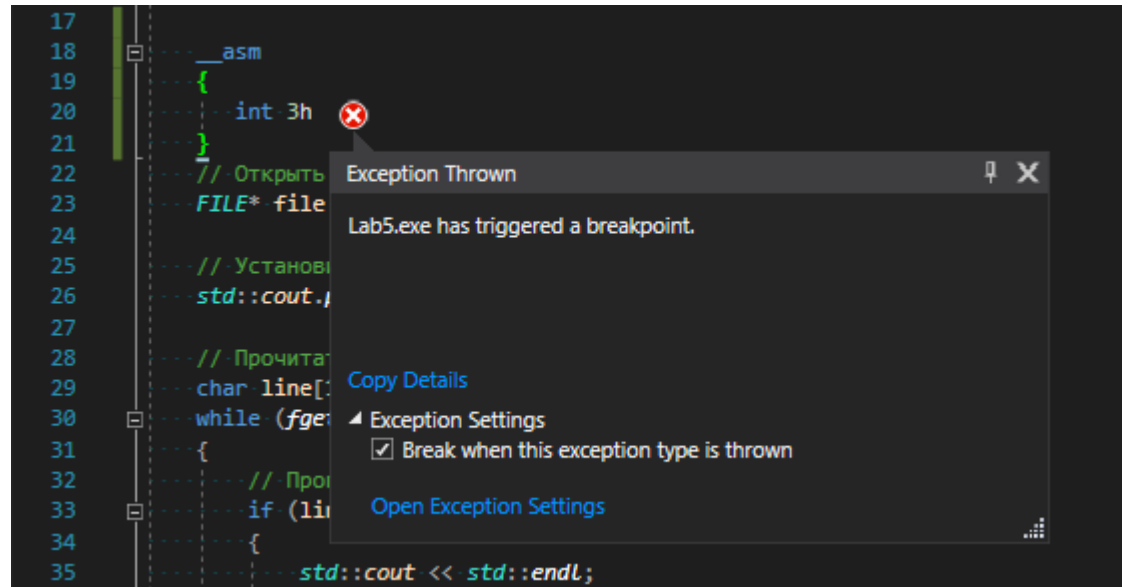 17
18 __asm
19 {
20 int 3h
21 }
22 // Открыть
23 FILE* file
24
25 // Установи
26 std::cout.
27
28 // Прочита
29 char line[
30 while (fge
31 {
32 // Про
33 if (li
34 {
35 std::cout << std::endl;
Exception Thrown
Lab5.exe has triggered a breakpoint.
Copy Details
Exception Settings
Break when this exception type is thrown
Open Exception Settings